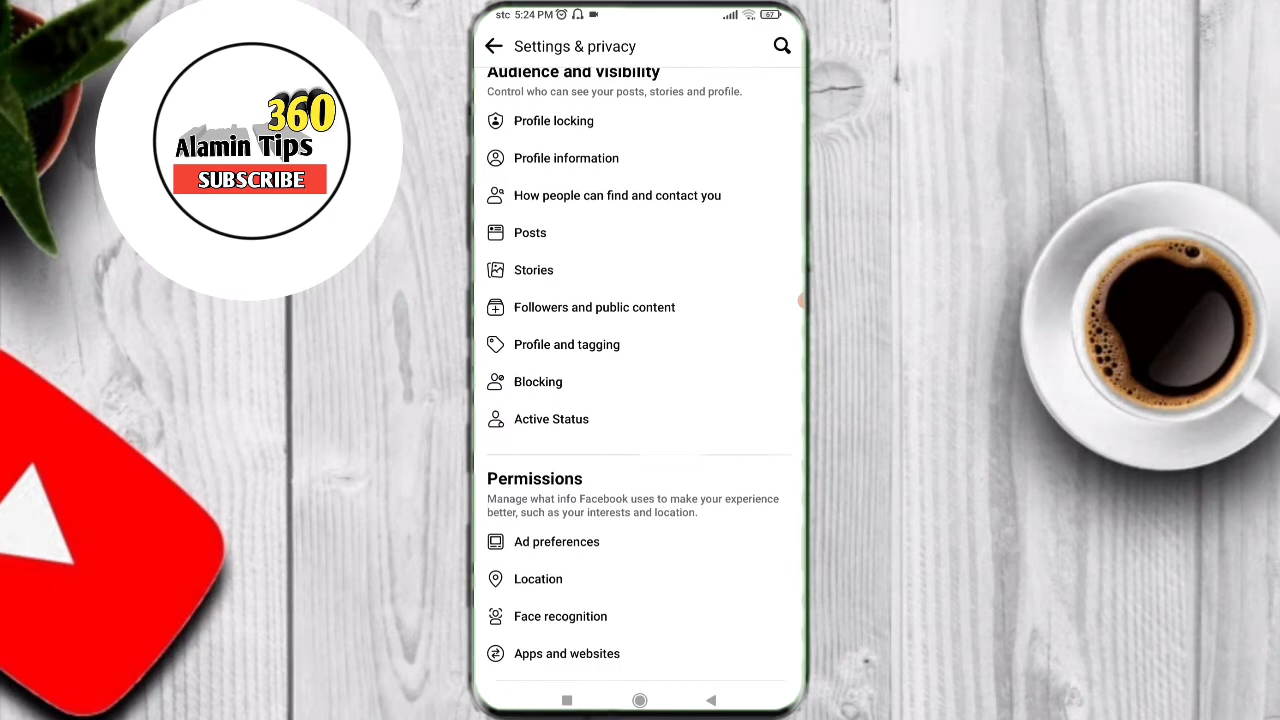 360
Alamin Tips
SUBSCRIBE
stc 5:24 PM
67
Settings & privacy
Audience and visibility
Control who can see your posts, stories and profile.
Profile locking
Profile information
How people can find and contact you
Posts
Stories
Followers and public content
Profile and tagging
Blocking
Active Status
Permissions
Manage what info Facebook uses to make your experience
better, such as your interests and location.
Ad preferences
Location
Face recognition
Apps and websites